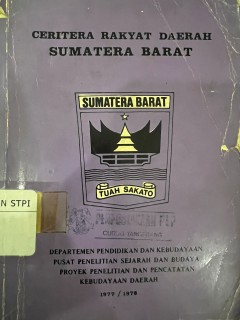 CERITERA RAKYAT DAERAH
SUMATERA BARAT
SUMATERA BARAT
TUAH SAKATO
N STPI
DEPARTEMEN PENDIDIKAN DAN KEBUDAYAAN
PUSAT PENELITIAN SEJARAH DAN BUDAYA
PROYEK PENELITIAN DAN PENCATATAN
KEBUDAYAAN DAERAH
1977 / 1978